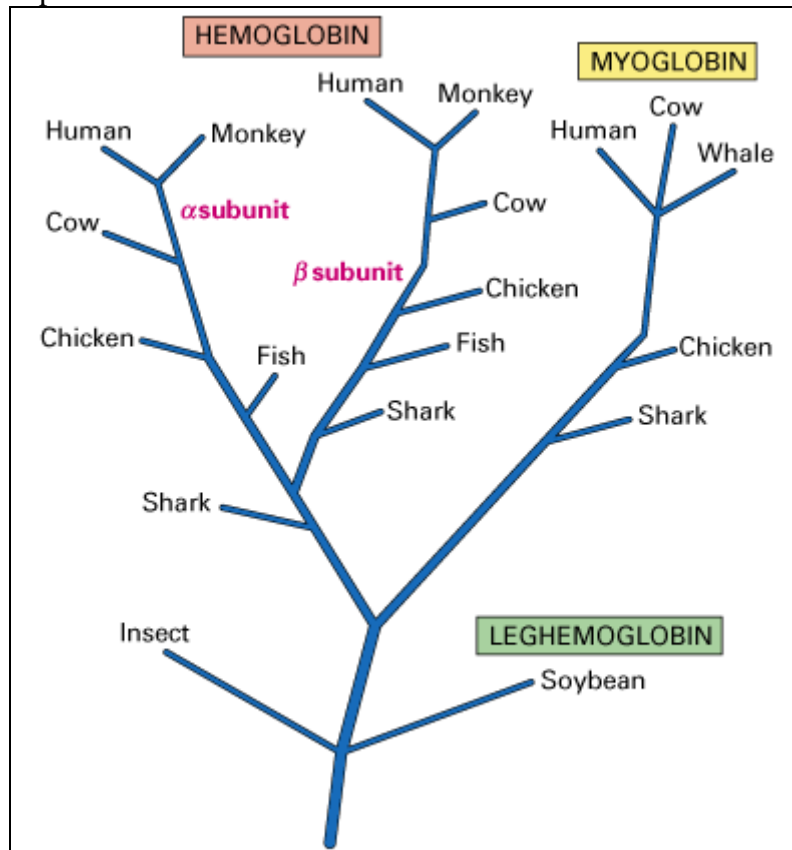 HEMOGLOBIN
MYOGLOBIN
Human
Monkey
Cow
Human
Monkey
Human
Whale
αsubunit
Cow
Cow
β subunit
Chicken
Chicken
Fish
Fish
Chicken
Shark
Shark
Shark
Insect
LEGHEMOGLOBIN
Soybean